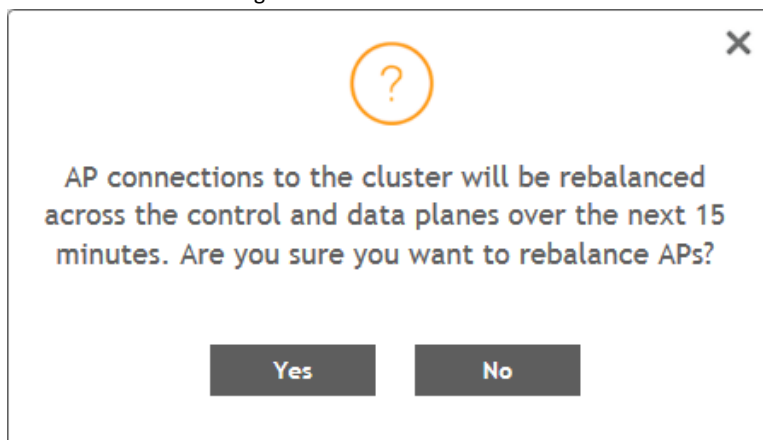 ?
AP connections to the cluster will be rebalanced
across the control and data planes over the next 15
minutes. Are you sure you want to rebalance APs?
Yes No